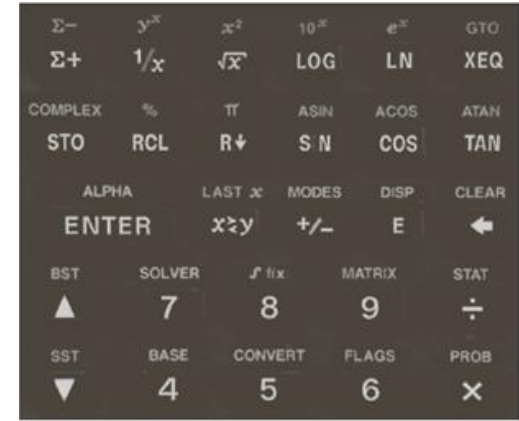 Σ− yˣ x² 10ˣ eˣ GTO
Σ+ 1/x √x LOG LN XEQ
COMPLEX % π ASIN ACOS ATAN
STO RCL R↓ S N COS TAN
ALPHA LAST x MODES DISP CLEAR
ENTER x≷y +/− E ←
BST SOLVER ∫f(x MATRIX STAT
▲ 7 8 9 ÷
SST BASE CONVERT FLAGS PROB
▼ 4 5 6 ×